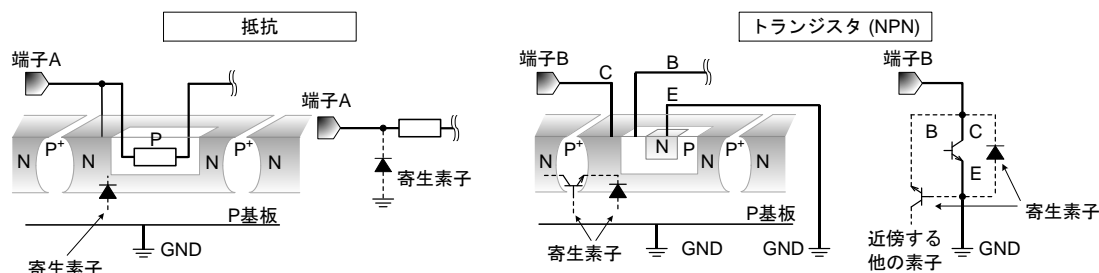 抵抗
端子A
N
P+
N
P
N
P+
N
P基板
GND
寄生素子
端子A
寄生素子
トランジスタ (NPN)
端子B
C
B
E
N
P+
N
N
P
N
P+
N
P基板
寄生素子
GND
GND
端子B
B
C
E
寄生素子
近傍する
他の素子
GND